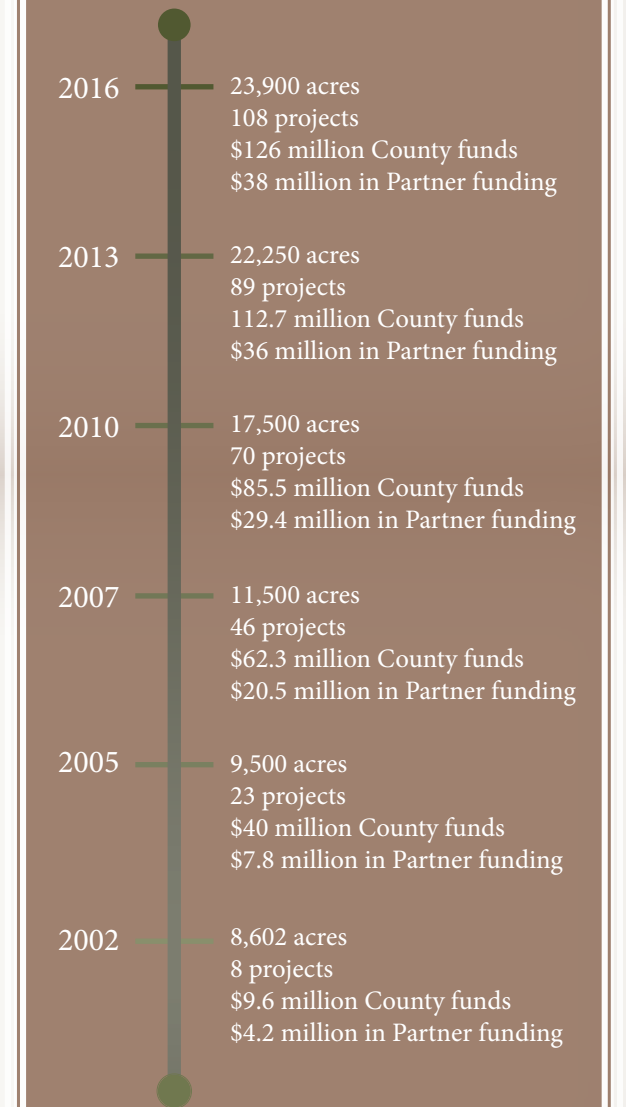 2016
23,900 acres
108 projects
$126 million County funds
$38 million in Partner funding
2013
22,250 acres
89 projects
112.7 million County funds
$36 million in Partner funding
2010
17,500 acres
70 projects
$85.5 million County funds
$29.4 million in Partner funding
2007
11,500 acres
46 projects
$62.3 million County funds
$20.5 million in Partner funding
2005
9,500 acres
23 projects
$40 million County funds
$7.8 million in Partner funding
2002
8,602 acres
8 projects
$9.6 million County funds
$4.2 million in Partner funding